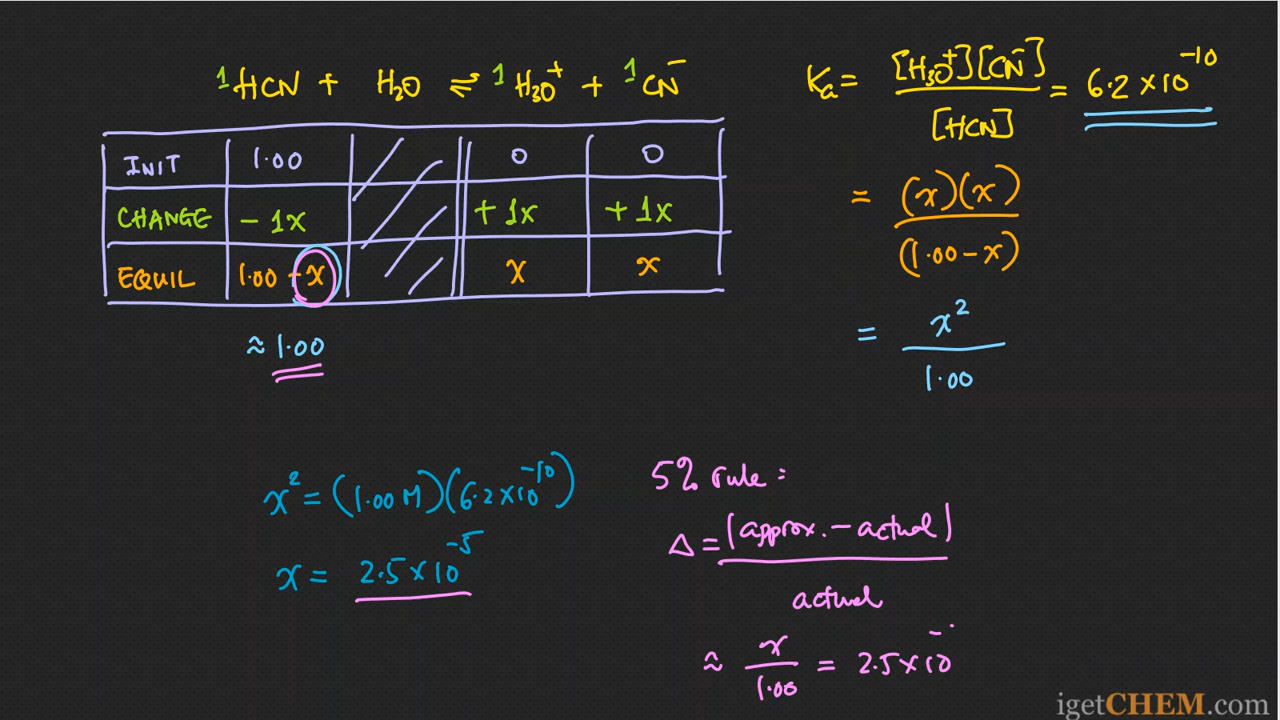 ¹HCN + H₂O ⇌ ¹H₃O⁺ + ¹CN⁻
INIT 1.00 0 0
CHANGE - 1x + 1x + 1x
EQUIL 1.00 - x x x
≈ 1.00
Ka = [H₃O⁺][CN⁻] / [HCN] = 6.2 × 10⁻¹⁰
= (x)(x) / (1.00 - x)
= x² / 1.00
x² = (1.00 M)(6.2 × 10⁻¹⁰)
x = 2.5 × 10⁻⁵
5% rule:
Δ = |approx. - actual| / actual
≈ x / 1.00 = 2.5 × 10⁻
igetCHEM.com